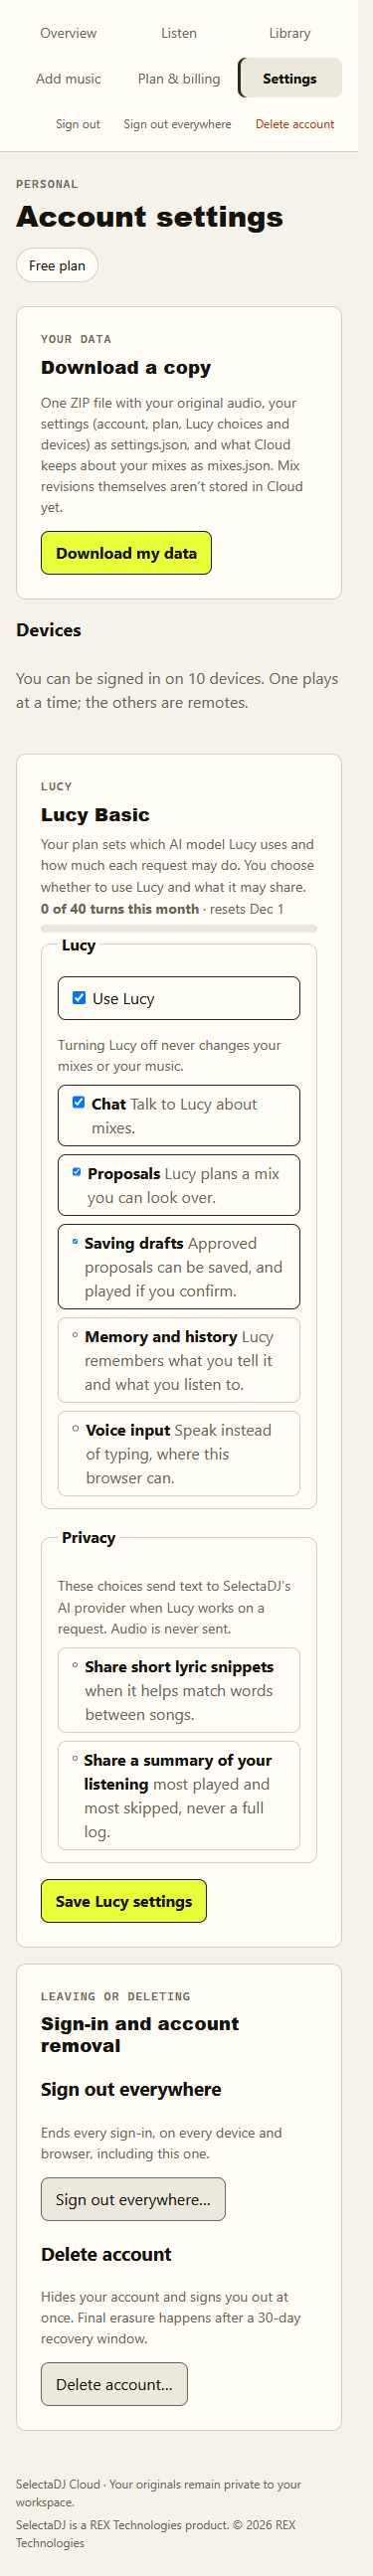 Overview Listen Library
Add music Plan & billing Settings
Sign out Sign out everywhere Delete account
PERSONAL
Account settings
Free plan
YOUR DATA
Download a copy
One ZIP file with your original audio, your
settings (account, plan, Lucy choices and
devices) as settings.json, and what Cloud
keeps about your mixes as mixes.json. Mix
revisions themselves aren’t stored in Cloud
yet.
Download my data
Devices
You can be signed in on 10 devices. One plays
at a time; the others are remotes.
LUCY
Lucy Basic
Your plan sets which AI model Lucy uses and
how much each request may do. You choose
whether to use Lucy and what it may share.
0 of 40 turns this month · resets Dec 1
Lucy
Use Lucy
Turning Lucy off never changes your
mixes or your music.
Chat Talk to Lucy about
mixes.
Proposals Lucy plans a mix
you can look over.
Saving drafts Approved
proposals can be saved, and
played if you confirm.
Memory and history Lucy
remembers what you tell it
and what you listen to.
Voice input Speak instead
of typing, where this
browser can.
Privacy
These choices send text to SelectaDJ’s
AI provider when Lucy works on a
request. Audio is never sent.
Share short lyric snippets
when it helps match words
between songs.
Share a summary of your
listening most played and
most skipped, never a full
log.
Save Lucy settings
LEAVING OR DELETING
Sign-in and account
removal
Sign out everywhere
Ends every sign-in, on every device and
browser, including this one.
Sign out everywhere...
Delete account
Hides your account and signs you out at
once. Final erasure happens after a 30-day
recovery window.
Delete account...
SelectaDJ Cloud · Your originals remain private to your
workspace.
SelectaDJ is a REX Technologies product. © 2026 REX
Technologies